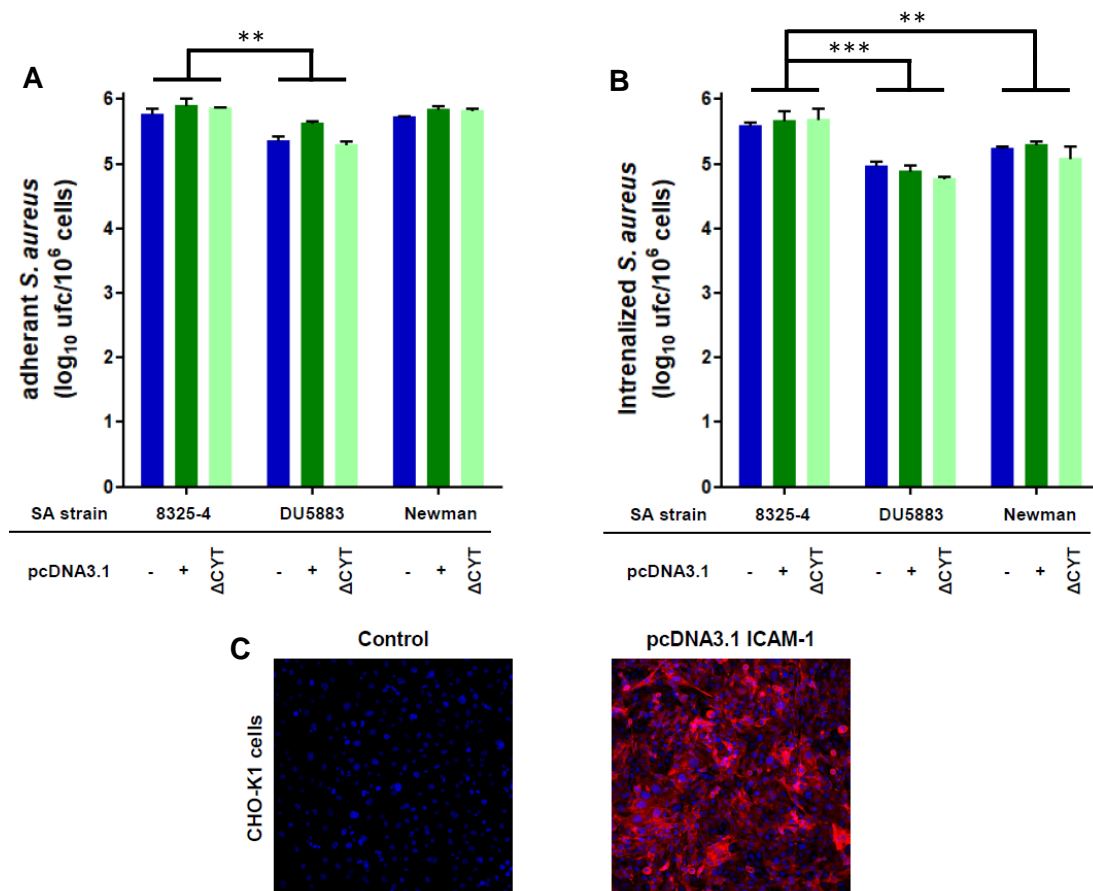 A
**
adherant S. aureus
(log10 ufc/10^6 cells)
6
5
4
3
2
1
0
SA strain 8325-4 DU5883 Newman
pcDNA3.1 - + ΔCYT - + ΔCYT - + ΔCYT
B
**
***
Intrenalized S. aureus
(log10 ufc/10^6 cells)
6
5
4
3
2
1
0
SA strain 8325-4 DU5883 Newman
pcDNA3.1 - + ΔCYT - + ΔCYT - + ΔCYT
C
Control pcDNA3.1 ICAM-1
CHO-K1 cells